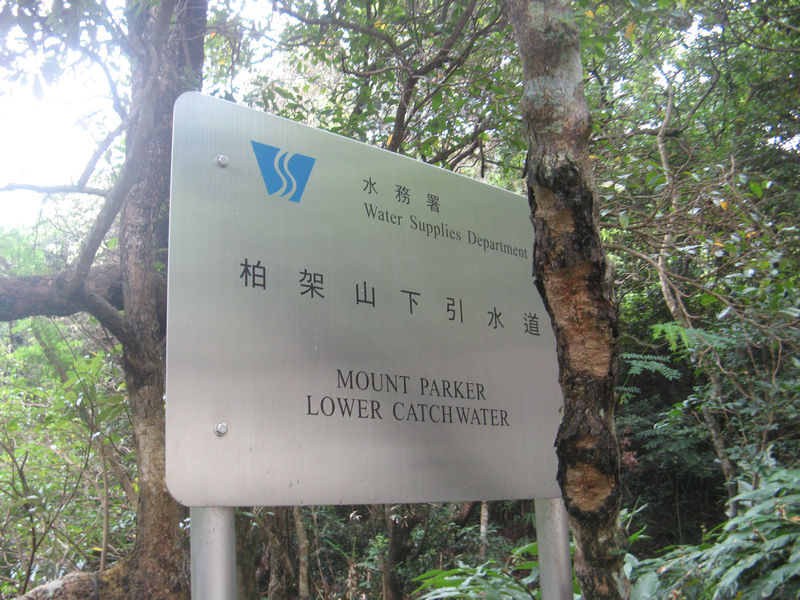 水務署
Water Supplies Department
柏架山下引水道
MOUNT PARKER
LOWER CATCHWATER